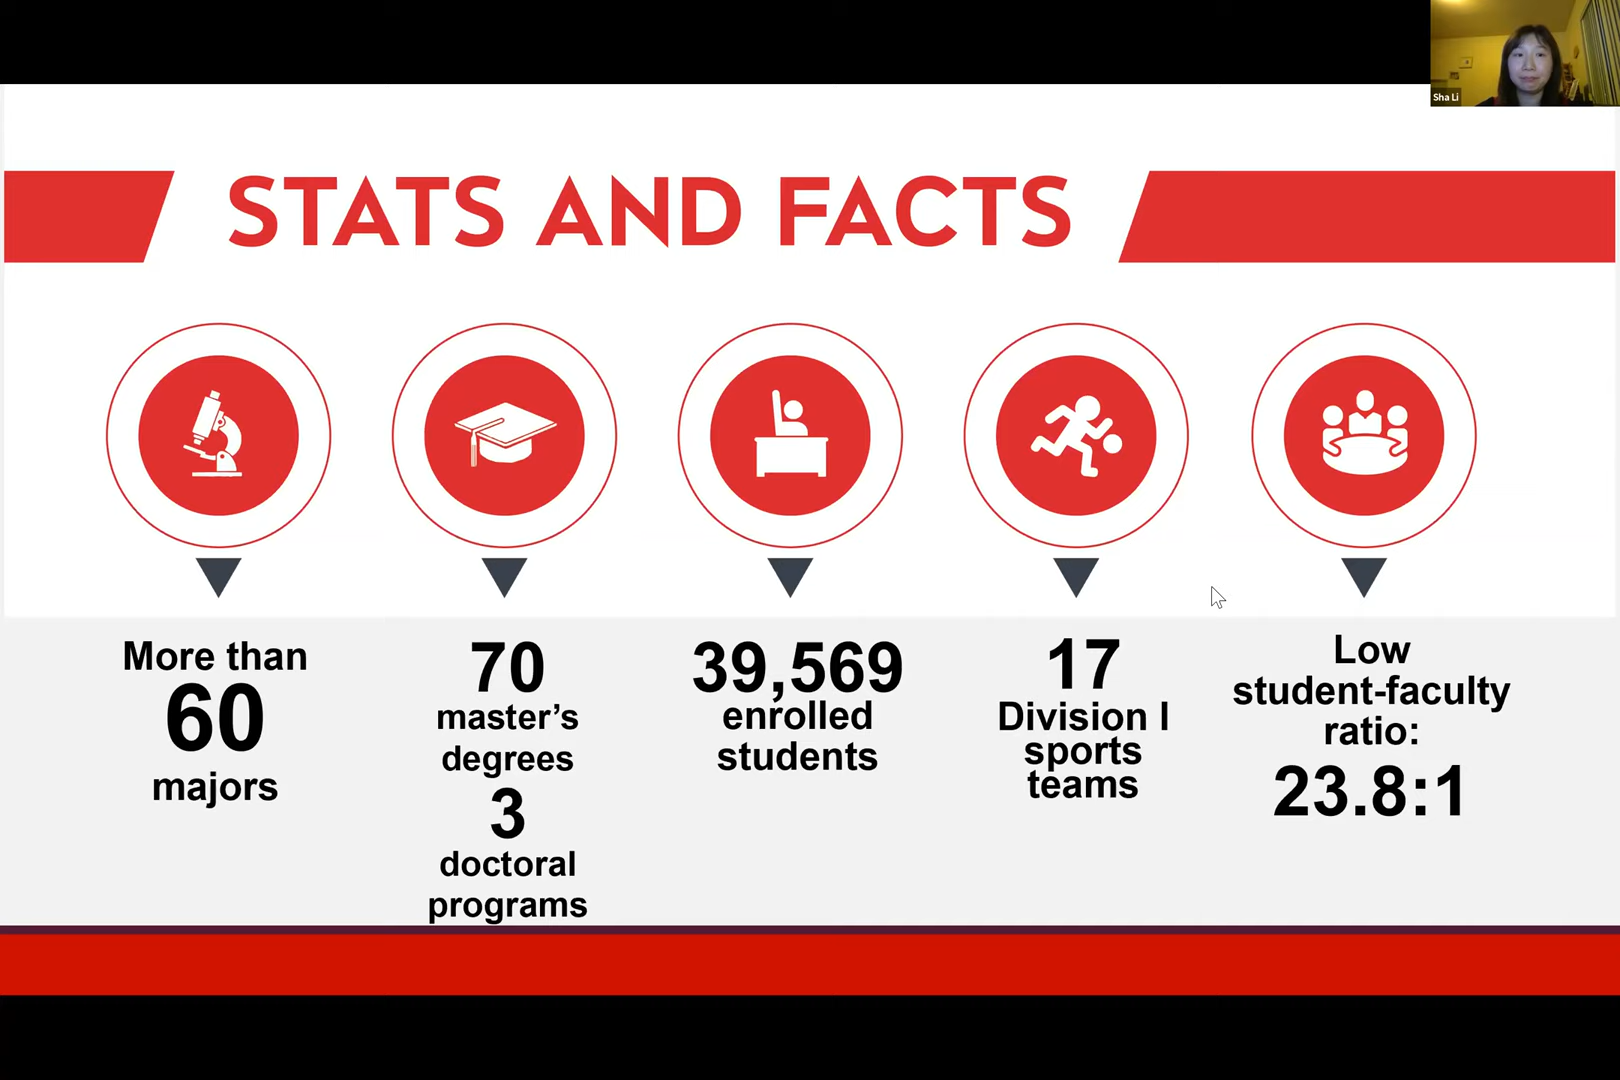 Sha Li
STATS AND FACTS
More than
60
majors
70
master’s
degrees
3
doctoral
programs
39,569
enrolled
students
17
Division I
sports
teams
Low
student-faculty
ratio:
23.8:1